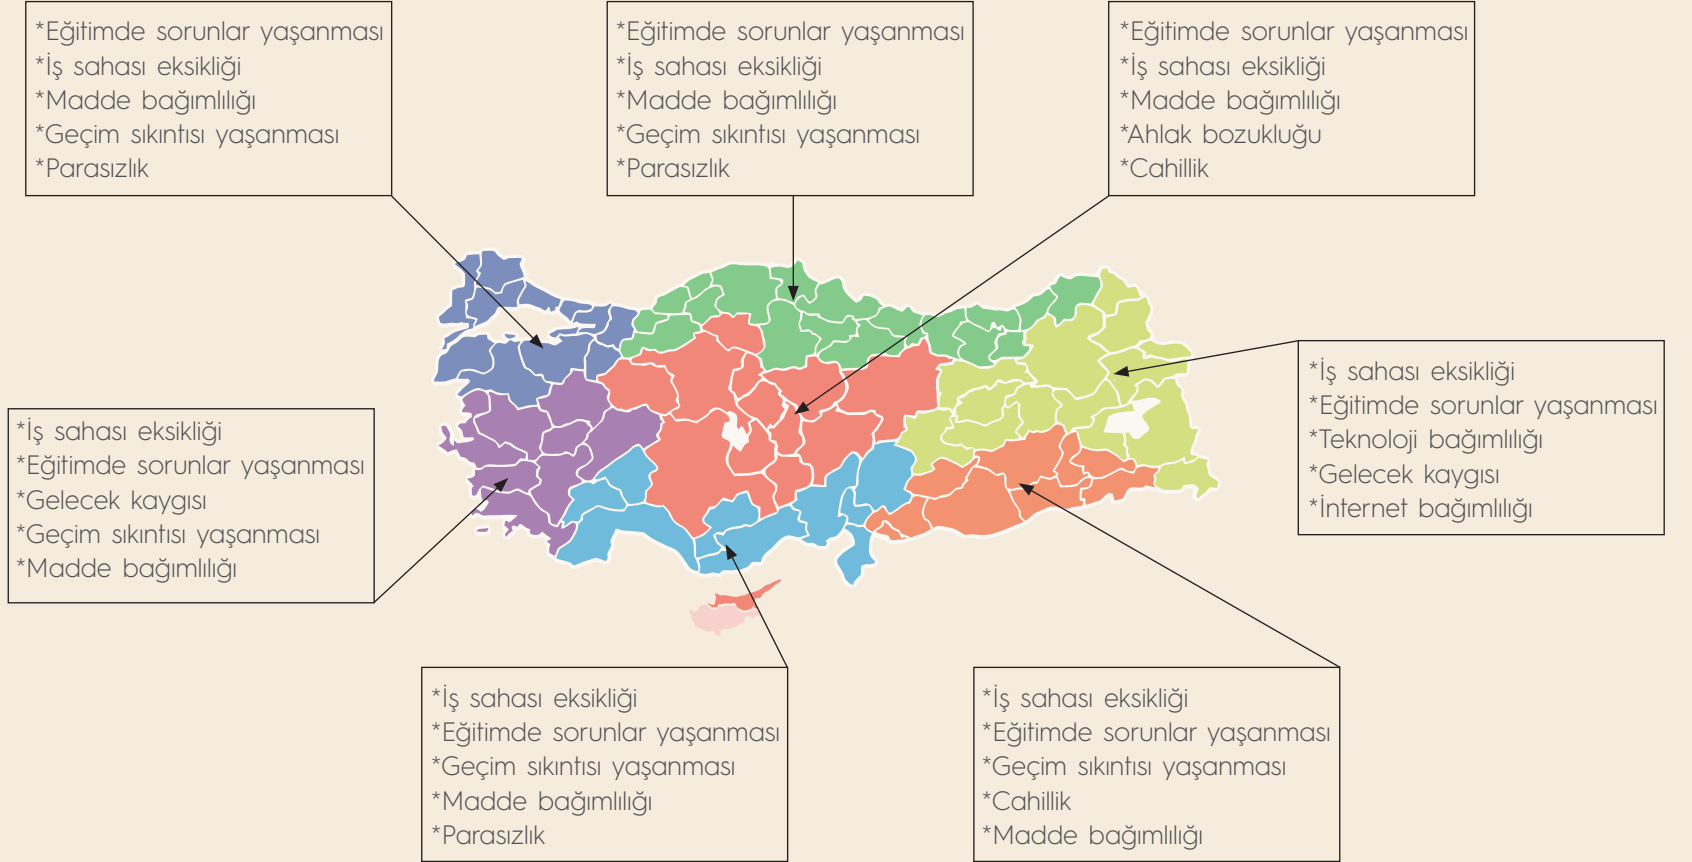 *Eğitimde sorunlar yaşanması
*İş sahası eksikliği
*Madde bağımlılığı
*Geçim sıkıntısı yaşanması
*Parasızlık
*Eğitimde sorunlar yaşanması
*İş sahası eksikliği
*Madde bağımlılığı
*Geçim sıkıntısı yaşanması
*Parasızlık
*Eğitimde sorunlar yaşanması
*İş sahası eksikliği
*Madde bağımlılığı
*Ahlak bozukluğu
*Cahillik
*İş sahası eksikliği
*Eğitimde sorunlar yaşanması
*Teknoloji bağımlılığı
*Gelecek kaygısı
*İnternet bağımlılığı
*İş sahası eksikliği
*Eğitimde sorunlar yaşanması
*Gelecek kaygısı
*Geçim sıkıntısı yaşanması
*Madde bağımlılığı
*İş sahası eksikliği
*Eğitimde sorunlar yaşanması
*Geçim sıkıntısı yaşanması
*Madde bağımlılığı
*Parasızlık
*İş sahası eksikliği
*Eğitimde sorunlar yaşanması
*Geçim sıkıntısı yaşanması
*Cahillik
*Madde bağımlılığı